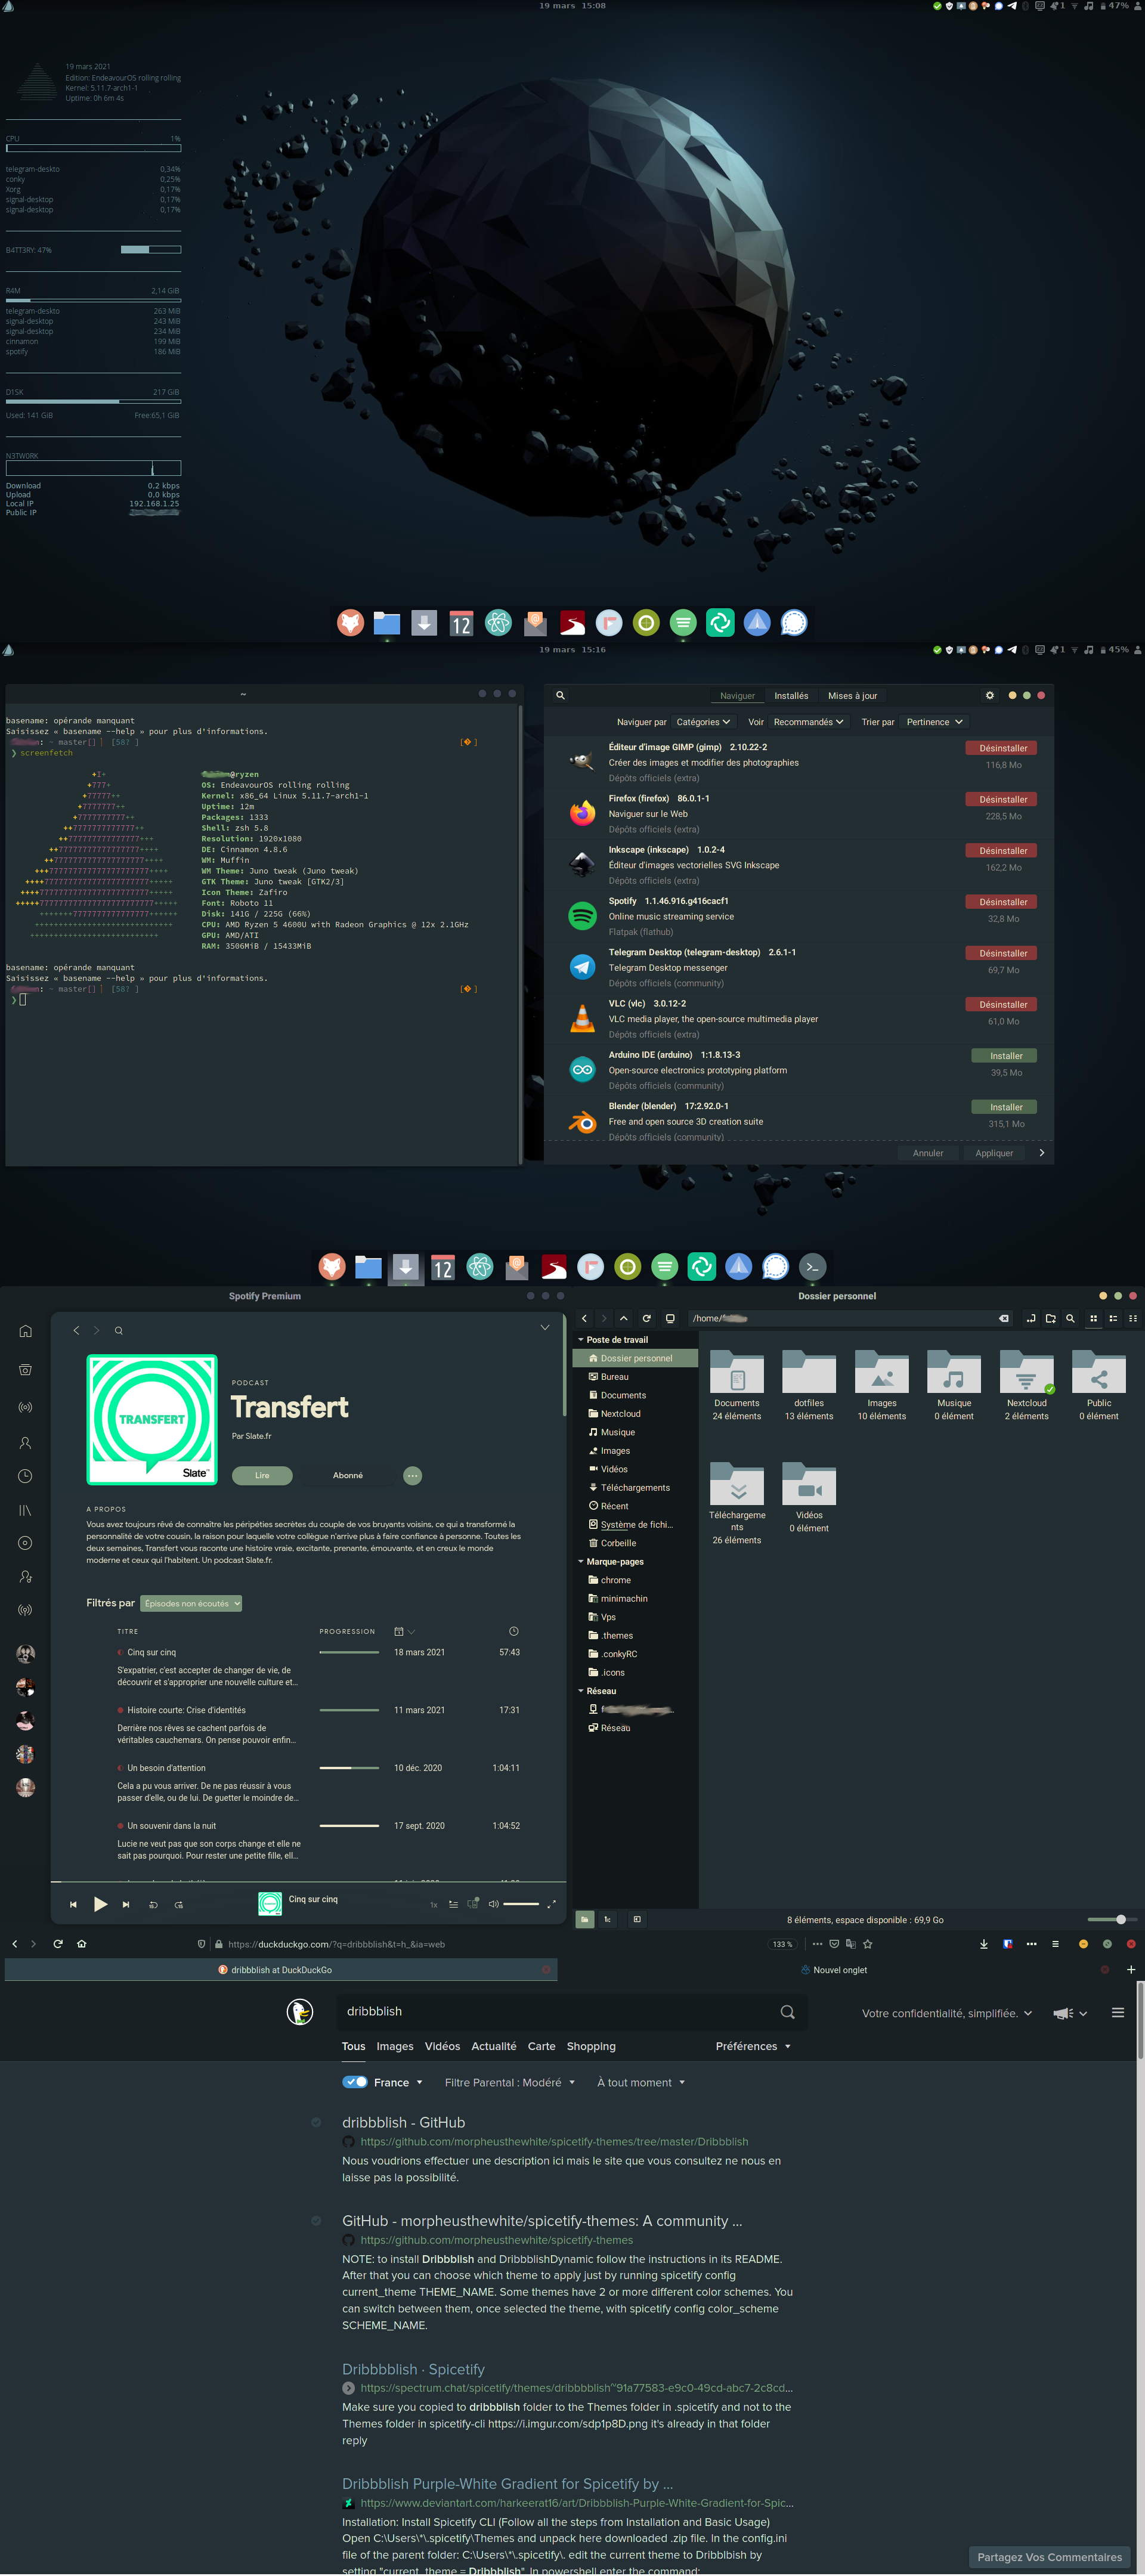 19 mars 15:08
1
47%
19 mars 2021
Edition: EndeavourOS rolling rolling
Kernel: 5.11.7-arch1-1
Uptime: 0h 6m 4s
CPU 1%
telegram-deskto 0,34%
conky 0,25%
Xorg 0,17%
signal-desktop 0,17%
signal-desktop 0,17%
B4TT3RY: 47%
R4M 2,14 GiB
telegram-deskto 263 MiB
signal-desktop 243 MiB
signal-desktop 234 MiB
cinnamon 199 MiB
spotify 186 MiB
D1SK 217 GiB
Used: 141 GiB Free:65,1 GiB
N3TW0RK
Download 0,2 kbps
Upload 0,0 kbps
Local IP 192.168.1.25
Public IP
12
19 mars 15:16
1
45%
~
basename: opérande manquant
Saisissez « basename --help » pour plus d'informations.
: ~ master[] [58? ]
❯ screenfetch
@ryzen
OS: EndeavourOS rolling rolling
Kernel: x86_64 Linux 5.11.7-arch1-1
Uptime: 12m
Packages: 1333
Shell: zsh 5.8
Resolution: 1920x1080
DE: Cinnamon 4.8.6
WM: Muffin
WM Theme: Juno tweak (Juno tweak)
GTK Theme: Juno tweak [GTK2/3]
Icon Theme: Zafiro
Font: Roboto 11
Disk: 141G / 225G (66%)
CPU: AMD Ryzen 5 4600U with Radeon Graphics @ 12x 2.1GHz
GPU: AMD/ATI
RAM: 3506MiB / 15433MiB
basename: opérande manquant
Saisissez « basename --help » pour plus d'informations.
: ~ master[] [58? ]
❯
Naviguer Installés Mises à jour
Naviguer par Catégories Voir Recommandés Trier par Pertinence
Éditeur d'image GIMP (gimp) 2.10.22-2 Désinstaller
Créer des images et modifier des photographies 116,8 Mo
Dépôts officiels (extra)
Firefox (firefox) 86.0.1-1 Désinstaller
Naviguer sur le Web 228,5 Mo
Dépôts officiels (extra)
Inkscape (inkscape) 1.0.2-4 Désinstaller
Éditeur d'images vectorielles SVG Inkscape 162,2 Mo
Dépôts officiels (extra)
Spotify 1.1.46.916.g416cacf1 Désinstaller
Online music streaming service 32,8 Mo
Flatpak (flathub)
Telegram Desktop (telegram-desktop) 2.6.1-1 Désinstaller
Telegram Desktop messenger 69,7 Mo
Dépôts officiels (community)
VLC (vlc) 3.0.12-2 Désinstaller
VLC media player, the open-source multimedia player 61,0 Mo
Dépôts officiels (extra)
Arduino IDE (arduino) 1:1.8.13-3 Installer
Open-source electronics prototyping platform 39,5 Mo
Dépôts officiels (community)
Blender (blender) 17:2.92.0-1 Installer
Free and open source 3D creation suite 315,1 Mo
Dépôts officiels (community)
Annuler Appliquer
12
Spotify Premium
TRANSFERT
Slate
PODCAST
Transfert
Par Slate.fr
Lire Abonné
A PROPOS
Vous avez toujours rêvé de connaître les péripéties secrètes du couple de vos bruyants voisins, ce qui a transformé la
personnalité de votre cousin, la raison pour laquelle votre collègue n'arrive plus à faire confiance à personne. Toutes les
deux semaines, Transfert vous raconte une histoire vraie, excitante, prenante, émouvante, et en creux le monde
moderne et ceux qui l'habitent. Un podcast Slate.fr.
Filtrés par Épisodes non écoutés
TITRE PROGRESSION
Cinq sur cinq 18 mars 2021 57:43
S'expatrier, c'est accepter de changer de vie, de
découvrir et s'approprier une nouvelle culture et...
Histoire courte: Crise d'identités 11 mars 2021 17:31
Derrière nos rêves se cachent parfois de
véritables cauchemars. On pense pouvoir enfin...
Un besoin d'attention 10 déc. 2020 1:04:11
Cela a pu vous arriver. De ne pas réussir à vous
passer d'elle, ou de lui. De guetter le moindre de...
Un souvenir dans la nuit 17 sept. 2020 1:04:52
Lucie ne veut pas que son corps change et elle ne
sait pas pourquoi. Pour rester une petite fille, ell...
Cinq sur cinq
1x
Dossier personnel
/home/
Poste de travail
Dossier personnel
Bureau
Documents
Nextcloud
Musique
Images
Vidéos
Téléchargements
Récent
Système de fichi...
Corbeille
Marque-pages
chrome
minimachin
Vps
.themes
.conkyRC
.icons
Réseau
Réseau
Documents
24 éléments
dotfiles
13 éléments
Images
10 éléments
Musique
0 élément
Nextcloud
2 éléments
Public
0 élément
Téléchargeme
nts
26 éléments
Vidéos
0 élément
8 éléments, espace disponible : 69,9 Go
https://duckduckgo.com/?q=dribbblish&t=h_&ia=web
133 %
dribbblish at DuckDuckGo
Nouvel onglet
dribbblish
Votre confidentialité, simplifiée.
Tous Images Vidéos Actualité Carte Shopping Préférences
France Filtre Parental : Modéré À tout moment
dribbblish - GitHub
https://github.com/morpheusthewhite/spicetify-themes/tree/master/Dribbblish
Nous voudrions effectuer une description ici mais le site que vous consultez ne nous en
laisse pas la possibilité.
GitHub - morpheusthewhite/spicetify-themes: A community ...
https://github.com/morpheusthewhite/spicetify-themes
NOTE: to install Dribbblish and DribbblishDynamic follow the instructions in its README.
After that you can choose which theme to apply just by running spicetify config
current_theme THEME_NAME. Some themes have 2 or more different color schemes. You
can switch between them, once selected the theme, with spicetify config color_scheme
SCHEME_NAME.
Dribbbblish · Spicetify
https://spectrum.chat/spicetify/themes/dribbbblish~91a77583-e9c0-49cd-abc7-2c8cd...
Make sure you copied to dribbblish folder to the Themes folder in .spicetify and not to the
Themes folder in spicetify-cli https://i.imgur.com/sdp1p8D.png it's already in that folder
reply
Dribbblish Purple-White Gradient for Spicetify by ...
https://www.deviantart.com/harkeerat16/art/Dribbblish-Purple-White-Gradient-for-Spic...
Installation: Install Spicetify CLI (Follow all the steps from Installation and Basic Usage)
Open C:\Users\*\.spicetify\Themes and unpack here downloaded .zip file. In the config.ini
file of the parent folder: C:\Users\*\.spicetify\. edit the current theme to Dribblbish by
setting "current_theme = Dribbblish". In powershell enter the command:
Partagez Vos Commentaires